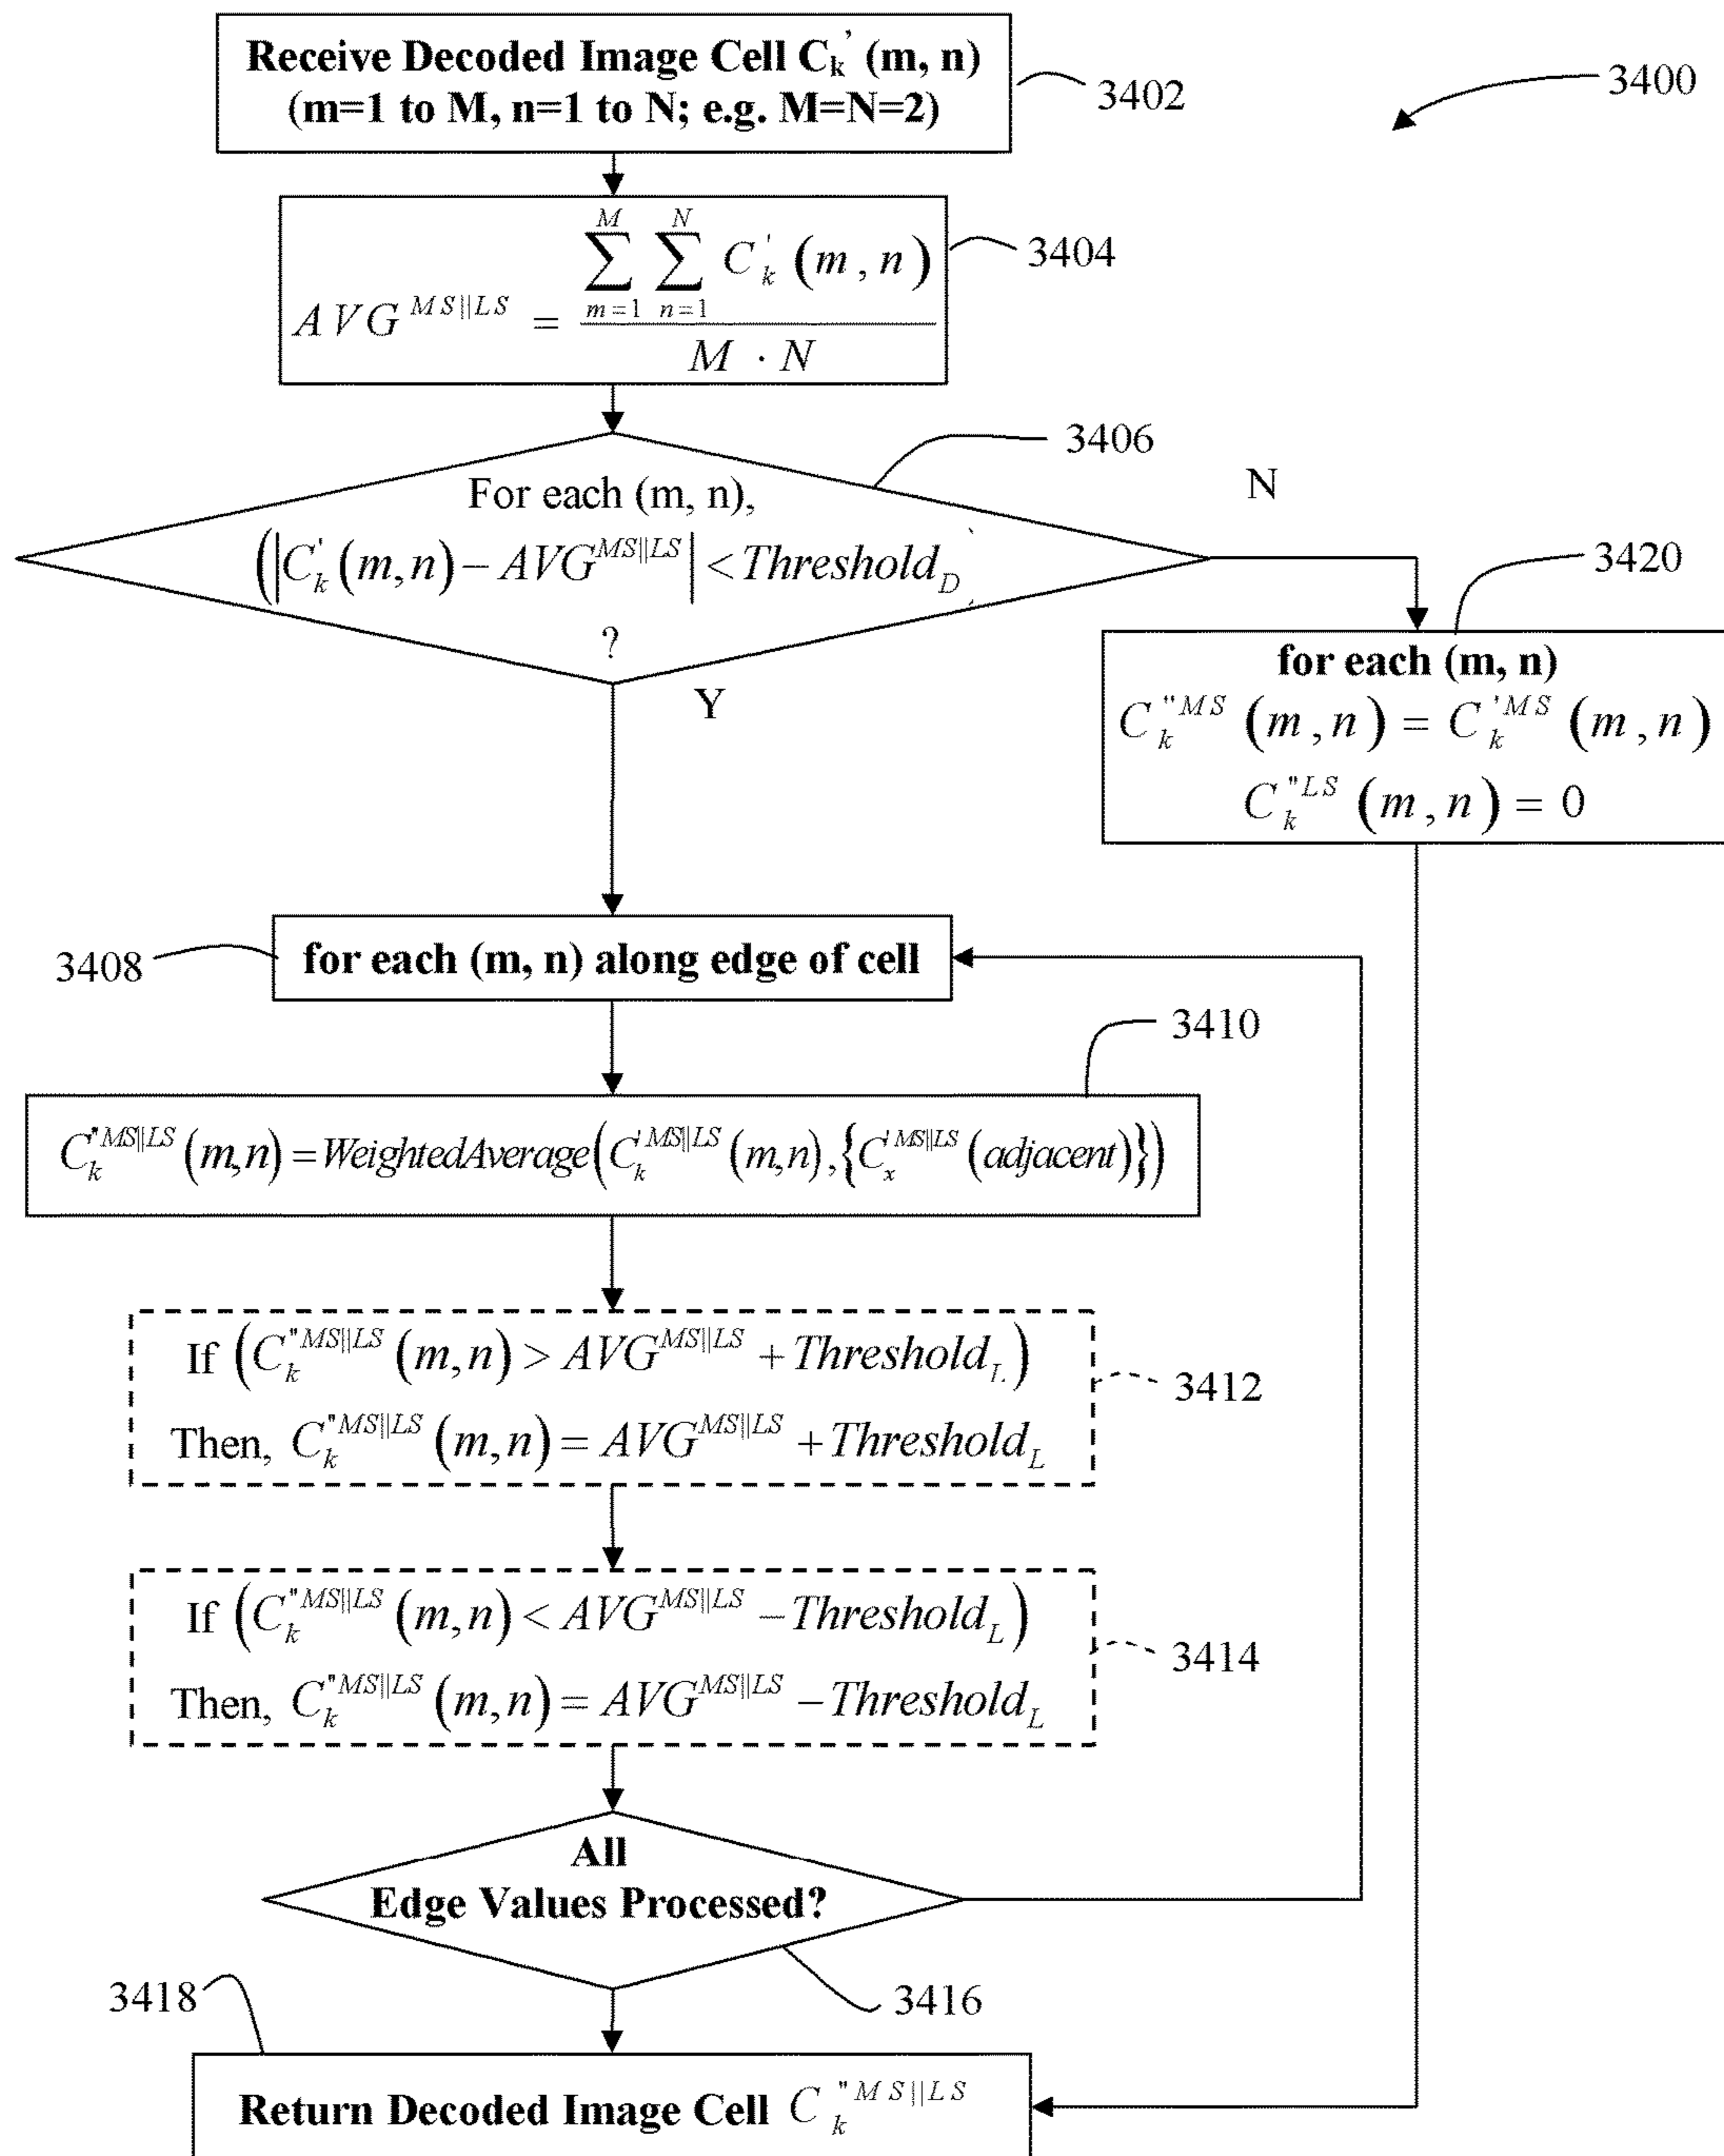 Receive Decoded Image Cell Cₖ' (m, n)
(m=1 to M, n=1 to N; e.g. M=N=2)
3402
3400
AVG^{MS||LS} = \frac{\sum_{m=1}^{M} \sum_{n=1}^{N} C_k^{'} (m, n)}{M · N}
3404
3406
For each (m, n),
(|C_k^{'}(m,n) − AVG^{MS||LS}| < Threshold_D)
?
N
Y
3420
for each (m, n)
C_k^{"MS} (m, n) = C_k^{'MS} (m, n)
C_k^{"LS} (m, n) = 0
3408
for each (m, n) along edge of cell
3410
C_k^{"MS||LS}(m,n) = WeightedAverage(C_k^{'MS||LS}(m,n), {C_x^{'MS||LS}(adjacent)})
If (C_k^{"MS||LS}(m,n) > AVG^{MS||LS} + Threshold_L)
Then, C_k^{"MS||LS}(m,n) = AVG^{MS||LS} + Threshold_L
3412
If (C_k^{"MS||LS}(m,n) < AVG^{MS||LS} − Threshold_L)
Then, C_k^{"MS||LS}(m,n) = AVG^{MS||LS} − Threshold_L
3414
All
Edge Values Processed?
3416
3418
Return Decoded Image Cell C_k^{"MS||LS}